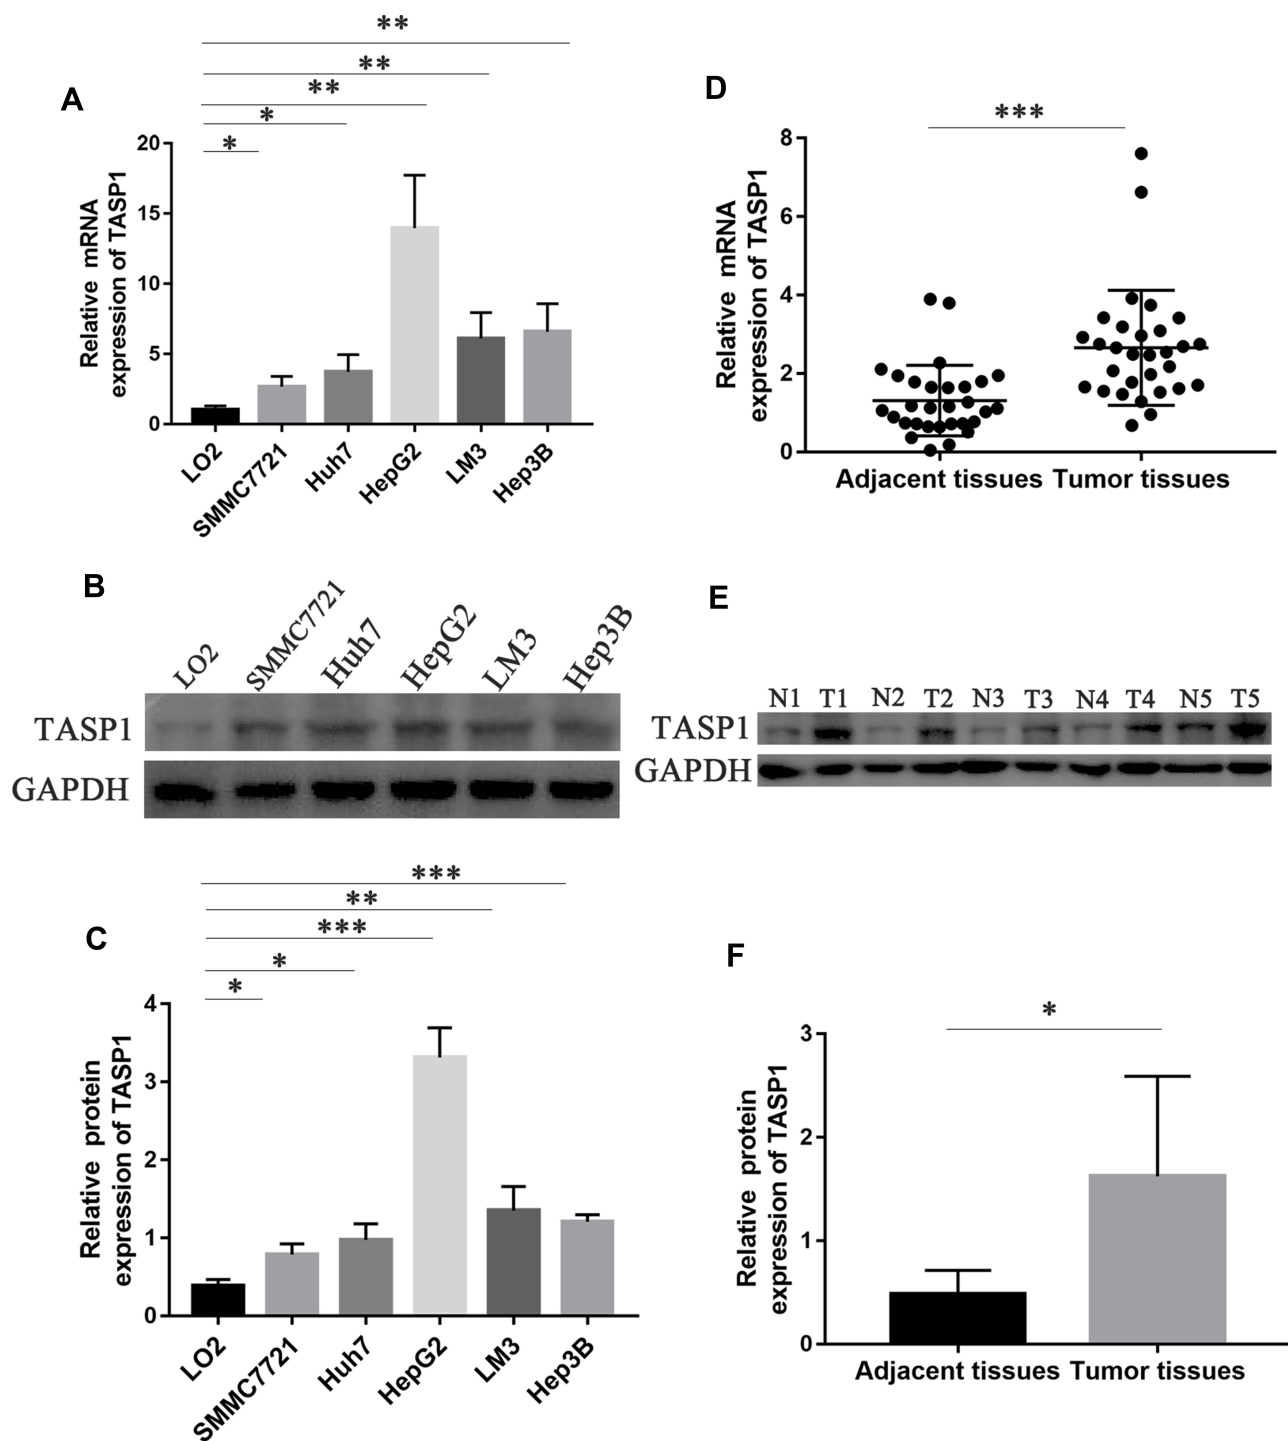 A
**
**
**
*
*
Relative mRNA
expression of TASP1
20
15
10
5
0
LO2
SMMC7721
Huh7
HepG2
LM3
Hep3B
D
***
Relative mRNA
expression of TASP1
8
6
4
2
0
Adjacent tissues Tumor tissues
B
LO2
SMMC7721
Huh7
HepG2
LM3
Hep3B
TASP1
GAPDH
E
N1 T1 N2 T2 N3 T3 N4 T4 N5 T5
TASP1
GAPDH
C
***
**
***
*
*
Relative protein
expression of TASP1
4
3
2
1
0
LO2
SMMC7721
Huh7
HepG2
LM3
Hep3B
F
*
Relative protein
expression of TASP1
3
2
1
0
Adjacent tissues Tumor tissues